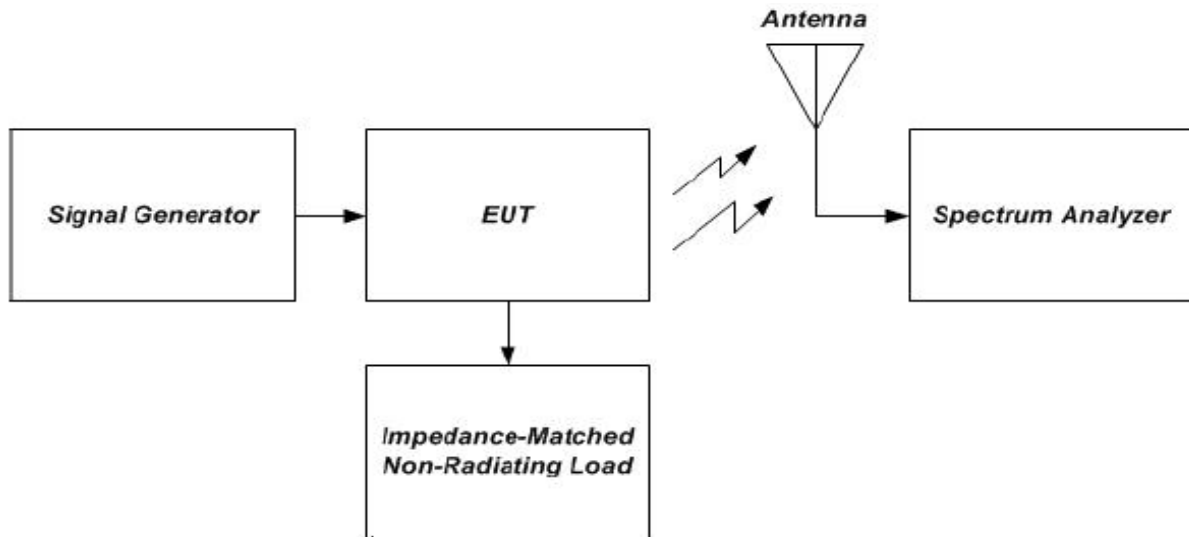 Antenna
Signal Generator
EUT
Spectrum Analyzer
Impedance-Matched
Non-Radiating Load